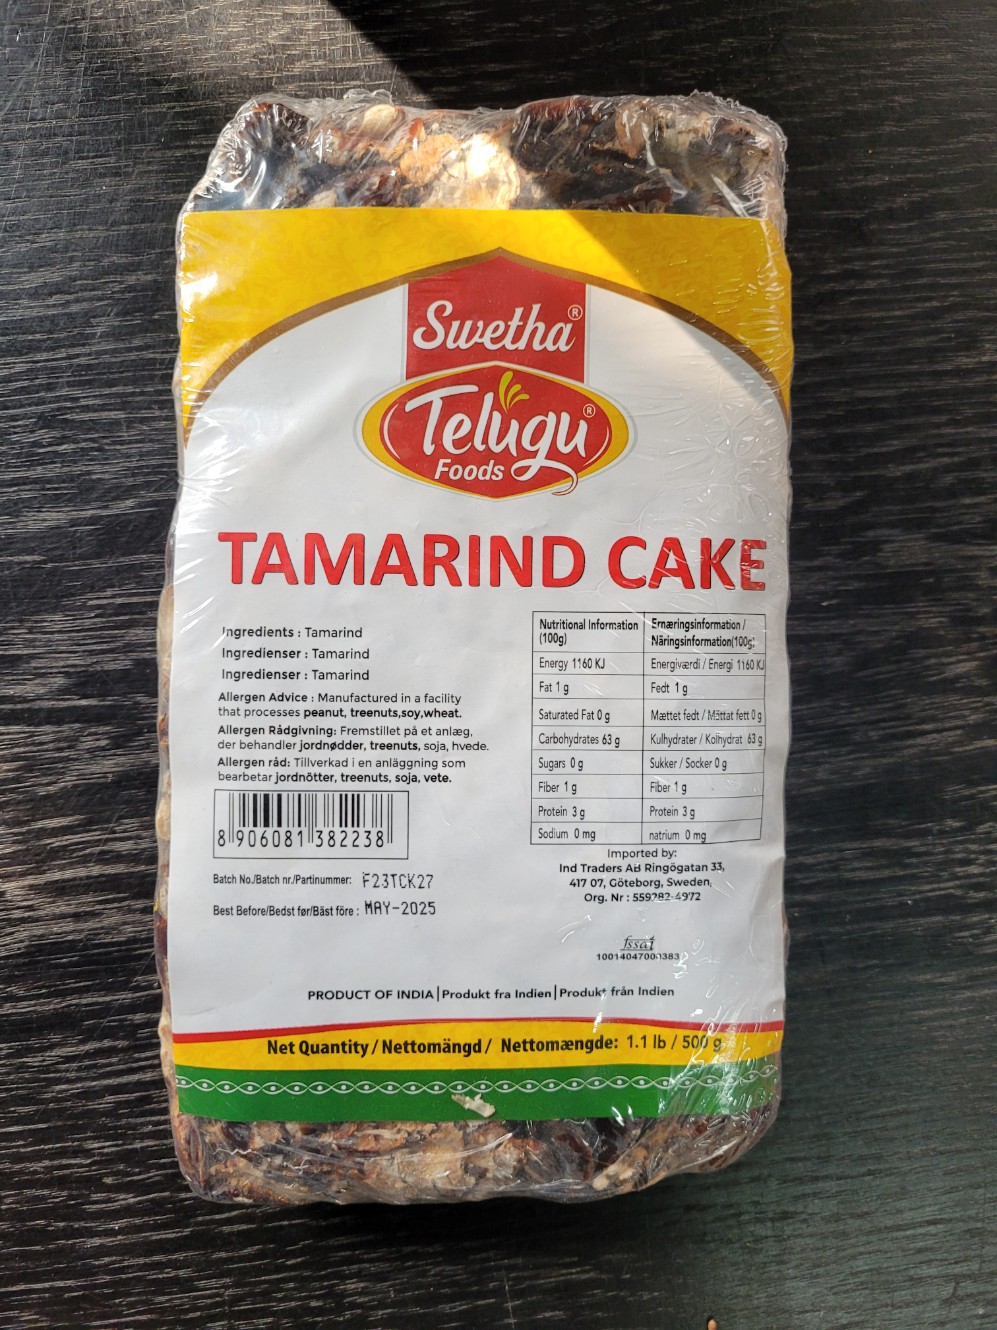 Swetha®
Telugu®
Foods
TAMARIND CAKE
Ingredients : Tamarind
Ingredienser : Tamarind
Ingredienser : Tamarind
Allergen Advice : Manufactured in a facility
that processes peanut, treenuts,soy,wheat.
Allergen Rådgivning: Fremstillet på et anlæg,
der behandler jordnødder, treenuts, soja, hvede.
Allergen råd: Tillverkad i en anläggning som
bearbetar jordnötter, treenuts, soja, vete.
8 906081 382238
Batch No./Batch nr./Partinummer: F23TCK27
Best Before/Bedst før/Bäst före : MAY-2025
Nutritional Information
(100g)
Ernæringsinformation /
Näringsinformation(100g)
Energy 1160 KJ
Energiværdi / Energi 1160 KJ
Fat 1 g
Fedt 1 g
Saturated Fat 0 g
Mættet fedt / Mättat fett 0 g
Carbohydrates 63 g
Kulhydrater / Kolhydrat 63 g
Sugars 0 g
Sukker / Socker 0 g
Fiber 1 g
Fiber 1 g
Protein 3 g
Protein 3 g
Sodium 0 mg
natrium 0 mg
Imported by:
Ind Traders AB Ringögatan 33,
417 07, Göteborg, Sweden,
Org. Nr : 559282-4972
fssai
PRODUCT OF INDIA|Produkt fra Indien|Produkt från Indien
Net Quantity / Nettomängd / Nettomængde: 1.1 lb / 500 g